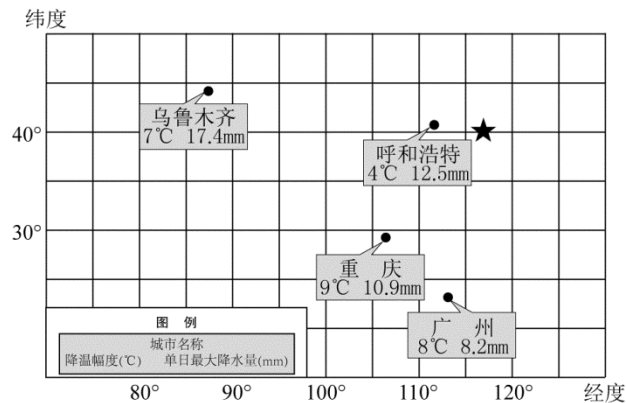 纬度
乌鲁木齐
7℃ 17.4mm
40°
呼和浩特
4℃ 12.5mm
30°
重 庆
9℃ 10.9mm
广 州
8℃ 8.2mm
图 例
城市名称
降温幅度(℃) 单日最大降水量(mm)
80° 90° 100° 110° 120° 经度